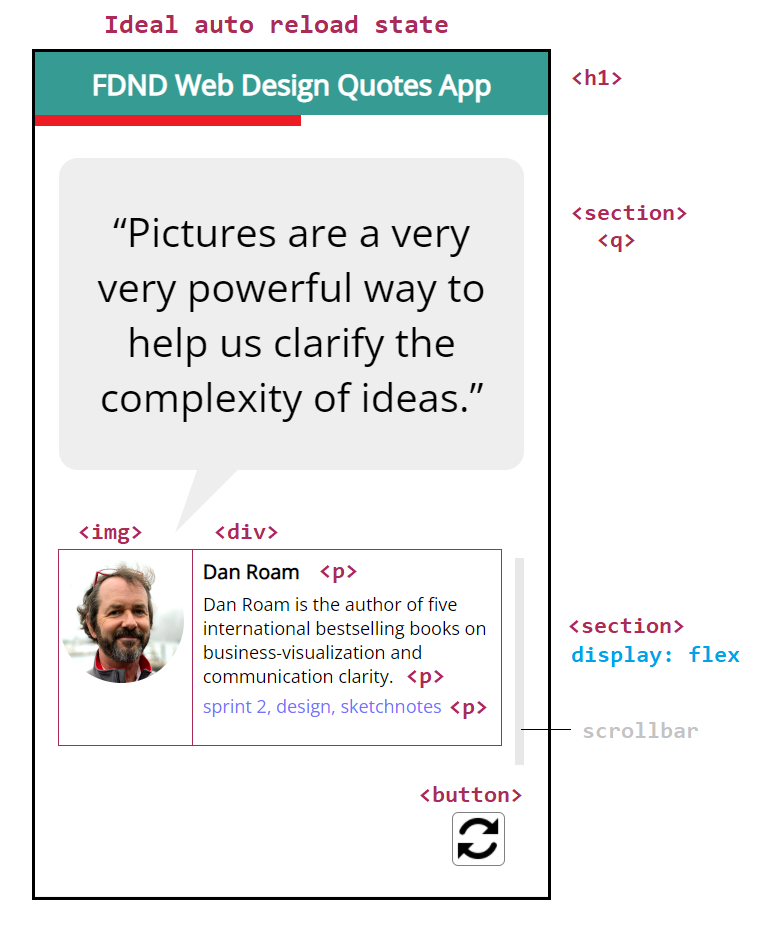 Ideal auto reload state
FDND Web Design Quotes App
<h1>
“Pictures are a very
very powerful way to
help us clarify the
complexity of ideas.”
<section>
<q>
<img>
<div>
Dan Roam <p>
Dan Roam is the author of five
international bestselling books on
business-visualization and
communication clarity. <p>
sprint 2, design, sketchnotes <p>
<section>
display: flex
scrollbar
<button>